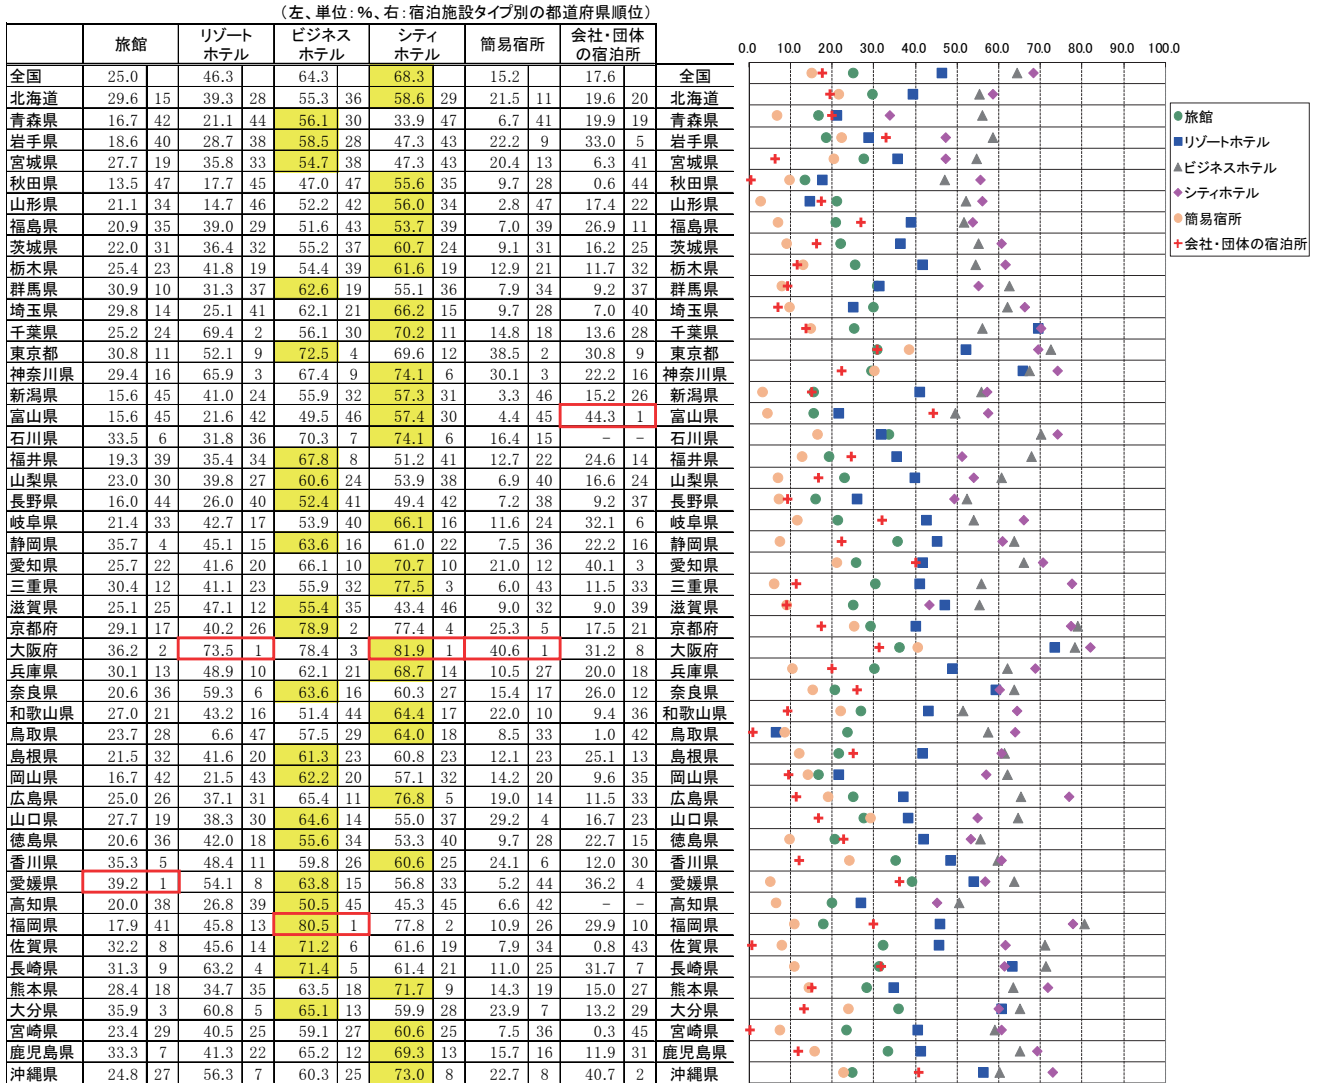 (左、単位：%、右：宿泊施設タイプ別の都道府県順位)
旅館 リゾートホテル ビジネスホテル シティホテル 簡易宿所 会社・団体の宿泊所 0.0 10.0 20.0 30.0 40.0 50.0 60.0 70.0 80.0 90.0 100.0
全国 25.0 46.3 64.3 68.3 15.2 17.6 全国
北海道 29.6 15 39.3 28 55.3 36 58.6 29 21.5 11 19.6 20 北海道
青森県 16.7 42 21.1 44 56.1 30 33.9 47 6.7 41 19.9 19 青森県
岩手県 18.6 40 28.7 38 58.5 28 47.3 43 22.2 9 33.0 5 岩手県
宮城県 27.7 19 35.8 33 54.7 38 47.3 43 20.4 13 6.3 41 宮城県
秋田県 13.5 47 17.7 45 47.0 47 55.6 35 9.7 28 0.6 44 秋田県
山形県 21.1 34 14.7 46 52.2 42 56.0 34 2.8 47 17.4 22 山形県
福島県 20.9 35 39.0 29 51.6 43 53.7 39 7.0 39 26.9 11 福島県
茨城県 22.0 31 36.4 32 55.2 37 60.7 24 9.1 31 16.2 25 茨城県
栃木県 25.4 23 41.8 19 54.4 39 61.6 19 12.9 21 11.7 32 栃木県
群馬県 30.9 10 31.3 37 62.6 19 55.1 36 7.9 34 9.2 37 群馬県
埼玉県 29.8 14 25.1 41 62.1 21 66.2 15 9.7 28 7.0 40 埼玉県
千葉県 25.2 24 69.4 2 56.1 30 70.2 11 14.8 18 13.6 28 千葉県
東京都 30.8 11 52.1 9 72.5 4 69.6 12 38.5 2 30.8 9 東京都
神奈川県 29.4 16 65.9 3 67.4 9 74.1 6 30.1 3 22.2 16 神奈川県
新潟県 15.6 45 41.0 24 55.9 32 57.3 31 3.3 46 15.2 26 新潟県
富山県 15.6 45 21.6 42 49.5 46 57.4 30 4.4 45 44.3 1 富山県
石川県 33.5 6 31.8 36 70.3 7 74.1 6 16.4 15 － － 石川県
福井県 19.3 39 35.4 34 67.8 8 51.2 41 12.7 22 24.6 14 福井県
山梨県 23.0 30 39.8 27 60.6 24 53.9 38 6.9 40 16.6 24 山梨県
長野県 16.0 44 26.0 40 52.4 41 49.4 42 7.2 38 9.2 37 長野県
岐阜県 21.4 33 42.7 17 53.9 40 66.1 16 11.6 24 32.1 6 岐阜県
静岡県 35.7 4 45.1 15 63.6 16 61.0 22 7.5 36 22.2 16 静岡県
愛知県 25.7 22 41.6 20 66.1 10 70.7 10 21.0 12 40.1 3 愛知県
三重県 30.4 12 41.1 23 55.9 32 77.5 3 6.0 43 11.5 33 三重県
滋賀県 25.1 25 47.1 12 55.4 35 43.4 46 9.0 32 9.0 39 滋賀県
京都府 29.1 17 40.2 26 78.9 2 77.4 4 25.3 5 17.5 21 京都府
大阪府 36.2 2 73.5 1 78.4 3 81.9 1 40.6 1 31.2 8 大阪府
兵庫県 30.1 13 48.9 10 62.1 21 68.7 14 10.5 27 20.0 18 兵庫県
奈良県 20.6 36 59.3 6 63.6 16 60.3 27 15.4 17 26.0 12 奈良県
和歌山県 27.0 21 43.2 16 51.4 44 64.4 17 22.0 10 9.4 36 和歌山県
鳥取県 23.7 28 6.6 47 57.5 29 64.0 18 8.5 33 1.0 42 鳥取県
島根県 21.5 32 41.6 20 61.3 23 60.8 23 12.1 23 25.1 13 島根県
岡山県 16.7 42 21.5 43 62.2 20 57.1 32 14.2 20 9.6 35 岡山県
広島県 25.0 26 37.1 31 65.4 11 76.8 5 19.0 14 11.5 33 広島県
山口県 27.7 19 38.3 30 64.6 14 55.0 37 29.2 4 16.7 23 山口県
徳島県 20.6 36 42.0 18 55.6 34 53.3 40 9.7 28 22.7 15 徳島県
香川県 35.3 5 48.4 11 59.8 26 60.6 25 24.1 6 12.0 30 香川県
愛媛県 39.2 1 54.1 8 63.8 15 56.8 33 5.2 44 36.2 4 愛媛県
高知県 20.0 38 26.8 39 50.5 45 45.3 45 6.6 42 － － 高知県
福岡県 17.9 41 45.8 13 80.5 1 77.8 2 10.9 26 29.9 10 福岡県
佐賀県 32.2 8 45.6 14 71.2 6 61.6 19 7.9 34 0.8 43 佐賀県
長崎県 31.3 9 63.2 4 71.4 5 61.4 21 11.0 25 31.7 7 長崎県
熊本県 28.4 18 34.7 35 63.5 18 71.7 9 14.3 19 15.0 27 熊本県
大分県 35.9 3 60.8 5 65.1 13 59.9 28 23.9 7 13.2 29 大分県
宮崎県 23.4 29 40.5 25 59.1 27 60.6 25 7.5 36 0.3 45 宮崎県
鹿児島県 33.3 7 41.3 22 65.2 12 69.3 13 15.7 16 11.9 31 鹿児島県
沖縄県 24.8 27 56.3 7 60.3 25 73.0 8 22.7 8 40.7 2 沖縄県
旅館
リゾートホテル
ビジネスホテル
シティホテル
簡易宿所
会社・団体の宿泊所